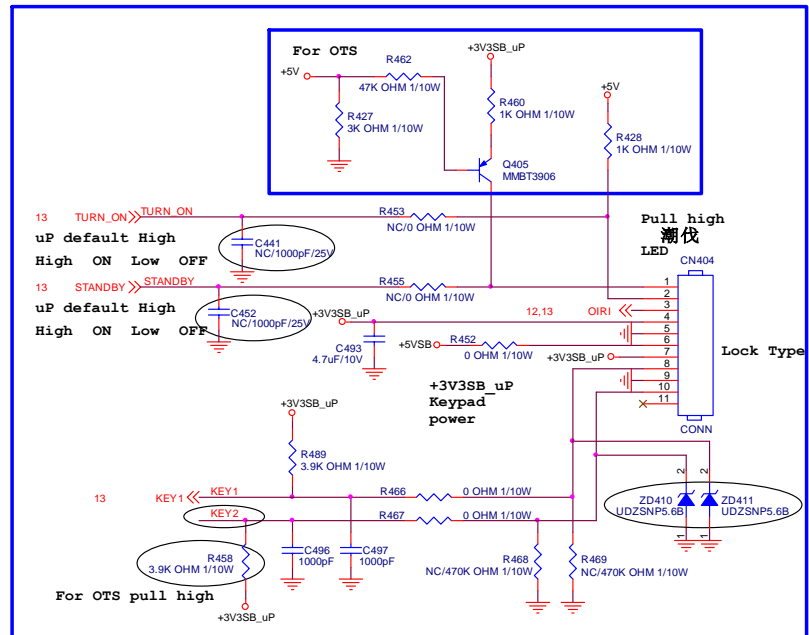 For OTS
+5V
R462
47K OHM 1/10W
R427
3K OHM 1/10W
+3V3SB_uP
R460
1K OHM 1/10W
Q405
MMBT3906
+5V
R428
1K OHM 1/10W
13 TURN_ON TURN_ON
uP default High
High ON Low OFF
C441
NC/1000pF/25V
R453
NC/0 OHM 1/10W
Pull high
潮伐
LED
CN404
13 STANDBY STANDBY
uP default High
High ON Low OFF
C452
NC/1000pF/25V
R455
NC/0 OHM 1/10W
12,13 OIRI
+3V3SB_uP
C493
4.7uF/10V
+5VSB
R452
0 OHM 1/10W
+3V3SB_uP
+3V3SB_uP
Keypad
power
1
2
3
4
5
6
7
8
9
10
11
CONN
Lock Type
+3V3SB_uP
R489
3.9K OHM 1/10W
13 KEY1 KEY1
R466
0 OHM 1/10W
KEY2
R467
0 OHM 1/10W
R458
3.9K OHM 1/10W
For OTS pull high
+3V3SB_uP
C496
1000pF
C497
1000pF
R468
NC/470K OHM 1/10W
R469
NC/470K OHM 1/10W
2
2
ZD410
UDZSNP5.6B
ZD411
UDZSNP5.6B
1
1